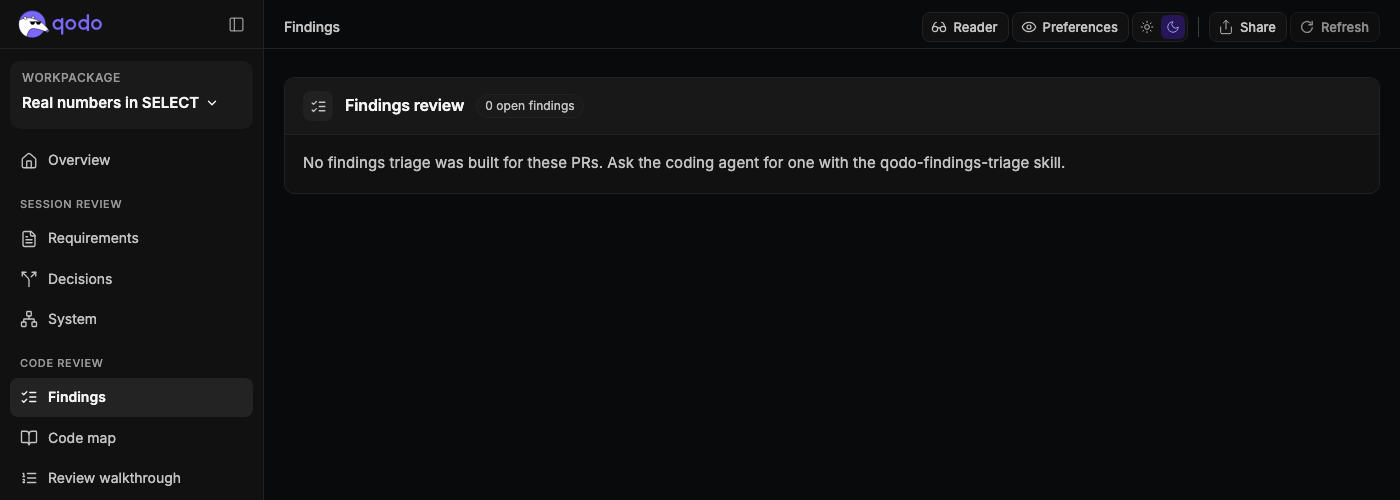 qodo
WORKPACKAGE
Real numbers in SELECT
Overview
SESSION REVIEW
Requirements
Decisions
System
CODE REVIEW
Findings
Code map
Review walkthrough
Findings
Reader
Preferences
Share
Refresh
Findings review
0 open findings
No findings triage was built for these PRs. Ask the coding agent for one with the qodo-findings-triage skill.